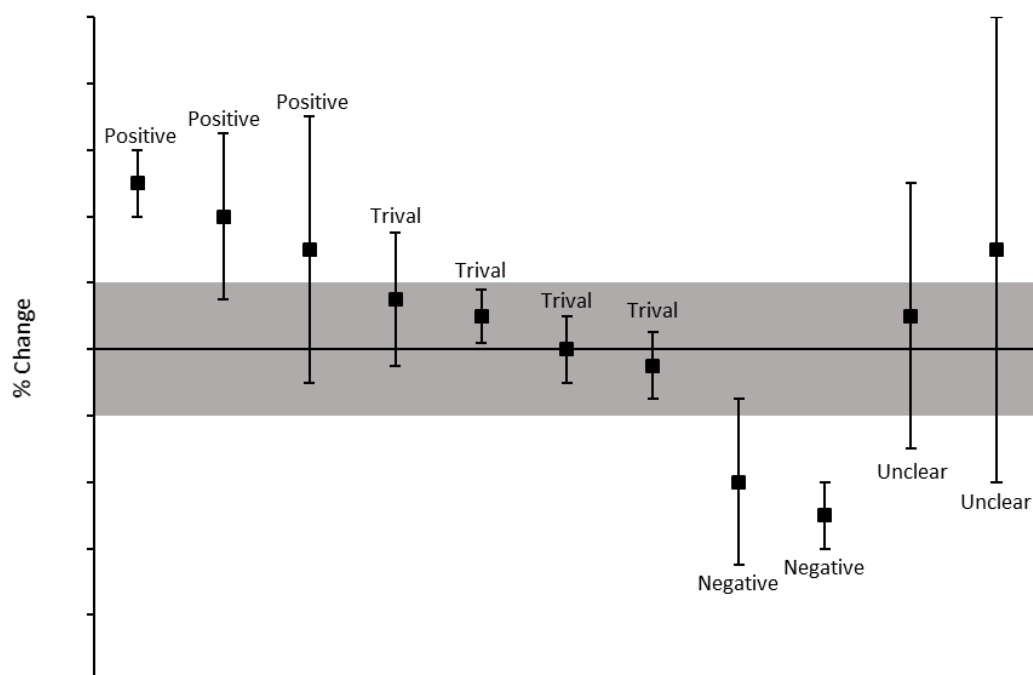 Positive
Positive
Positive
Trival
Trival
Trival
Trival
% Change
Unclear
Unclear
Negative
Negative